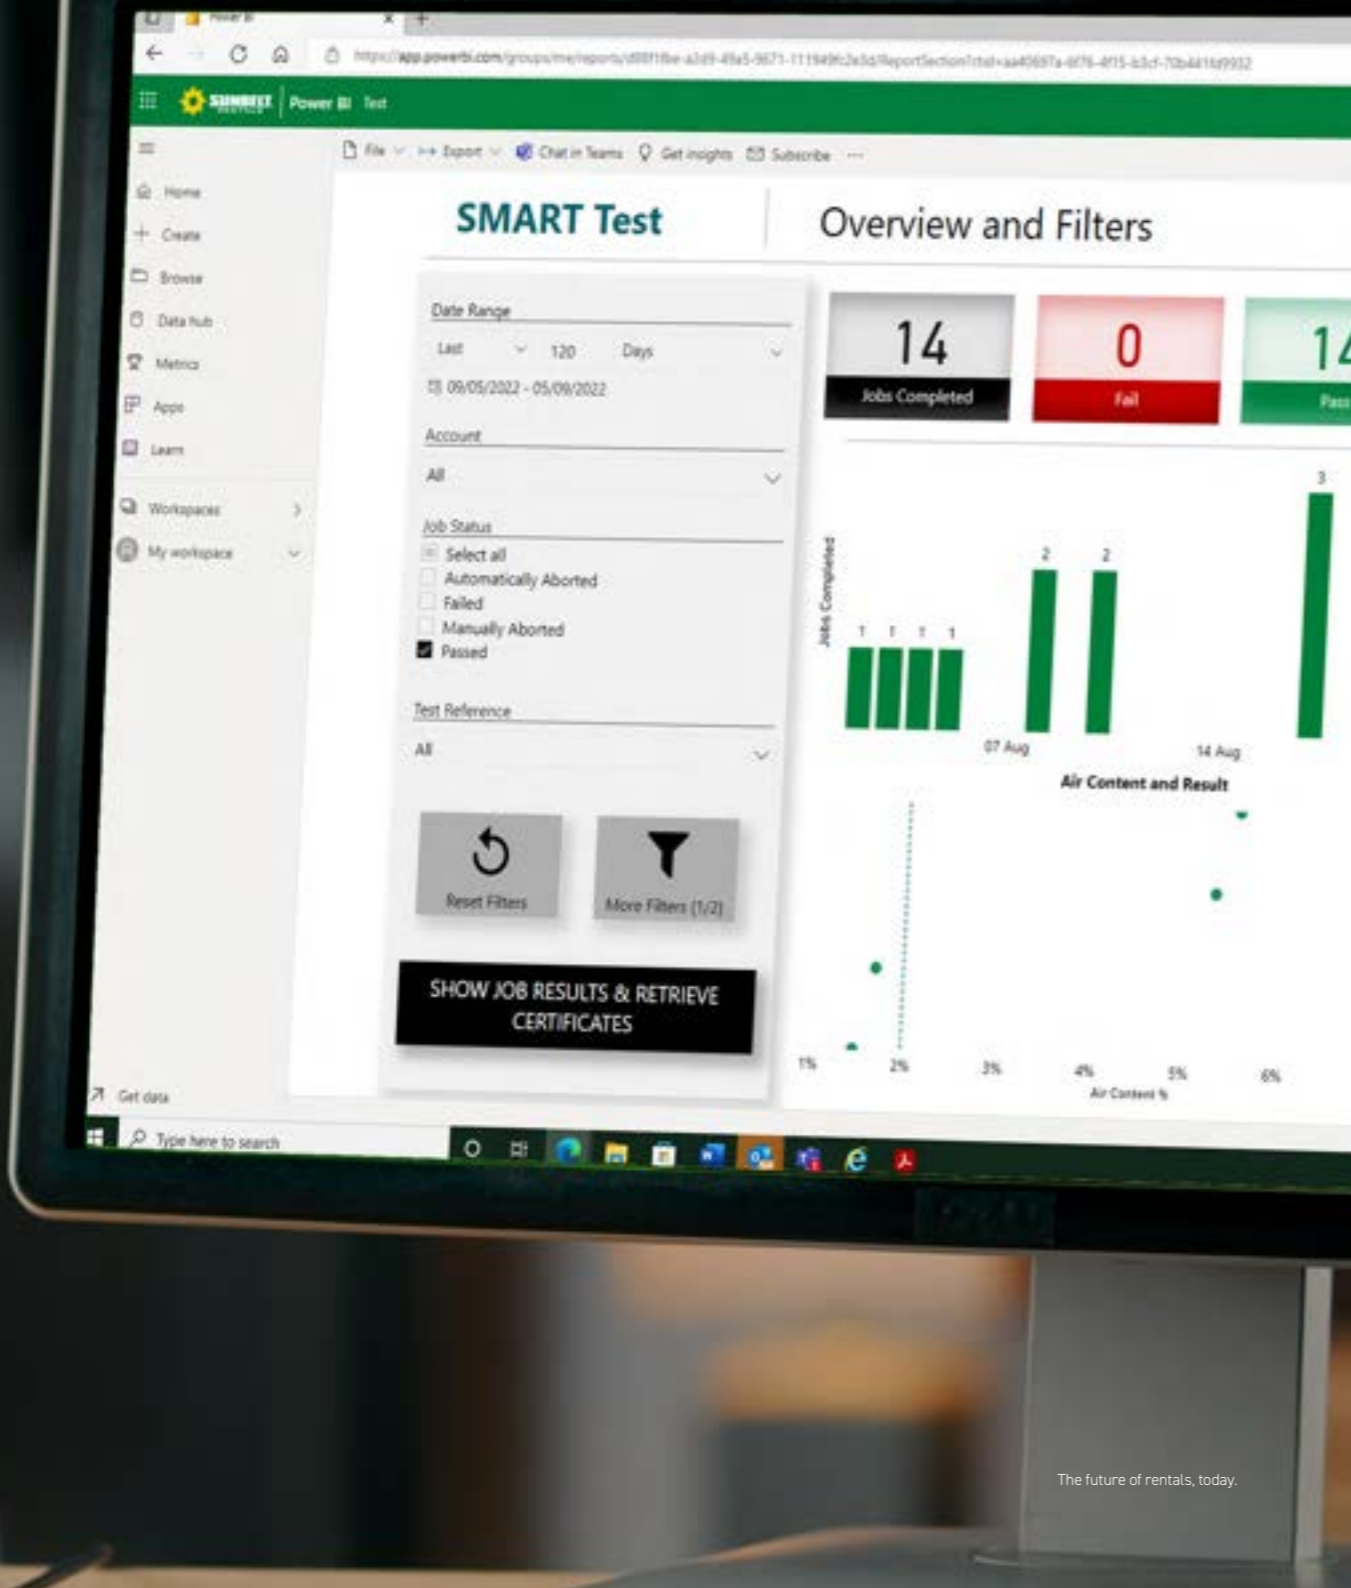 Power BI
SUNBELT
Power BI Test
File Export Chat in Teams Get insights Subscribe ...
Home
Create
Browse
Data hub
Metrics
Apps
Learn
Workspaces
My workspace
Get data
SMART Test
Overview and Filters
Date Range
Last 120 Days
09/05/2022 - 05/09/2022
Account
All
Job Status
Select all
Automatically Aborted
Failed
Manually Aborted
Passed
Test Reference
All
Reset Filters
More Filters (1/2)
SHOW JOB RESULTS & RETRIEVE
CERTIFICATES
14
Jobs Completed
0
Fail
14
Pass
Jobs Completed
1 1 1 1 2 2 3
07 Aug 14 Aug
Air Content and Result
1% 2% 3% 4% 5% 6%
Air Content %
Type here to search
The future of rentals, today.